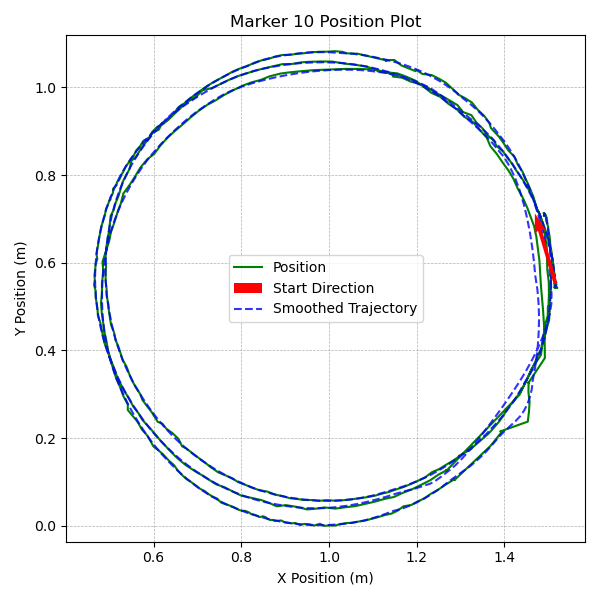 Marker 10 Position Plot
Y Position (m)
1.0
0.8
0.6
0.4
0.2
0.0
Position
Start Direction
Smoothed Trajectory
0.6
0.8
1.0
1.2
1.4
X Position (m)